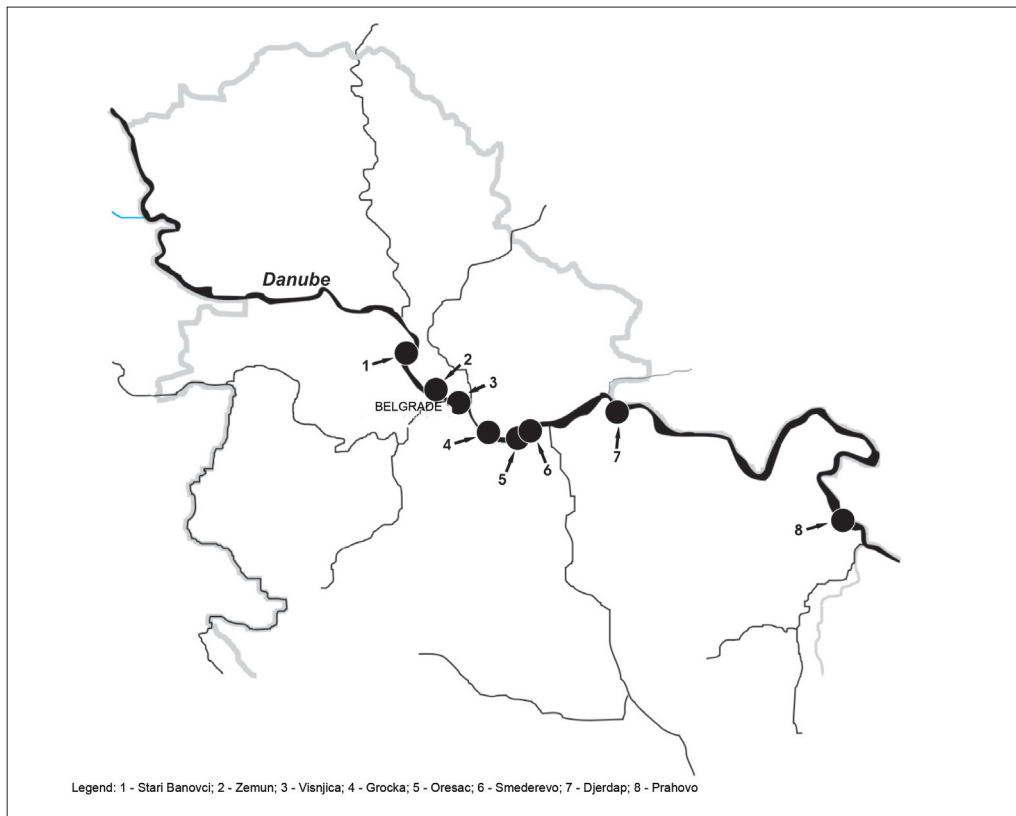 Danube
1
2
3
BELGRADE
4
5
6
7
8
Legend: 1 - Stari Banovci; 2 - Zemun; 3 - Visnjica; 4 - Grocka; 5 - Oresac; 6 - Smederevo; 7 - Djerdap; 8 - Prahovo